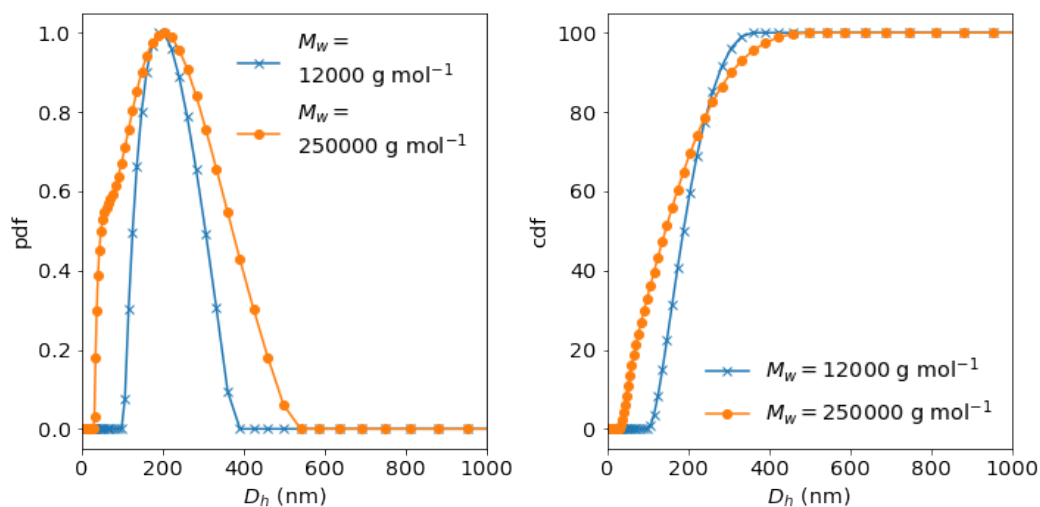 1.0
0.8
0.6
0.4
0.2
0.0
pdf
0
200
400
600
800
1000
D_h (nm)
M_w =
12000 g mol⁻¹
M_w =
250000 g mol⁻¹
100
80
60
40
20
0
cdf
0
200
400
600
800
1000
D_h (nm)
M_w = 12000 g mol⁻¹
M_w = 250000 g mol⁻¹